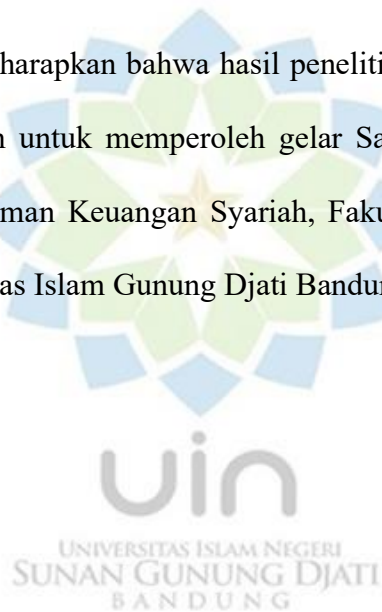 harapkan bahwa hasil peneliti
untuk memperoleh gelar Sa
man Keuangan Syariah, Faku
as Islam Gunung Djati Bandu
uin
UNIVERSITAS ISLAM NEGERI
SUNAN GUNUNG DJATI
BANDUNG